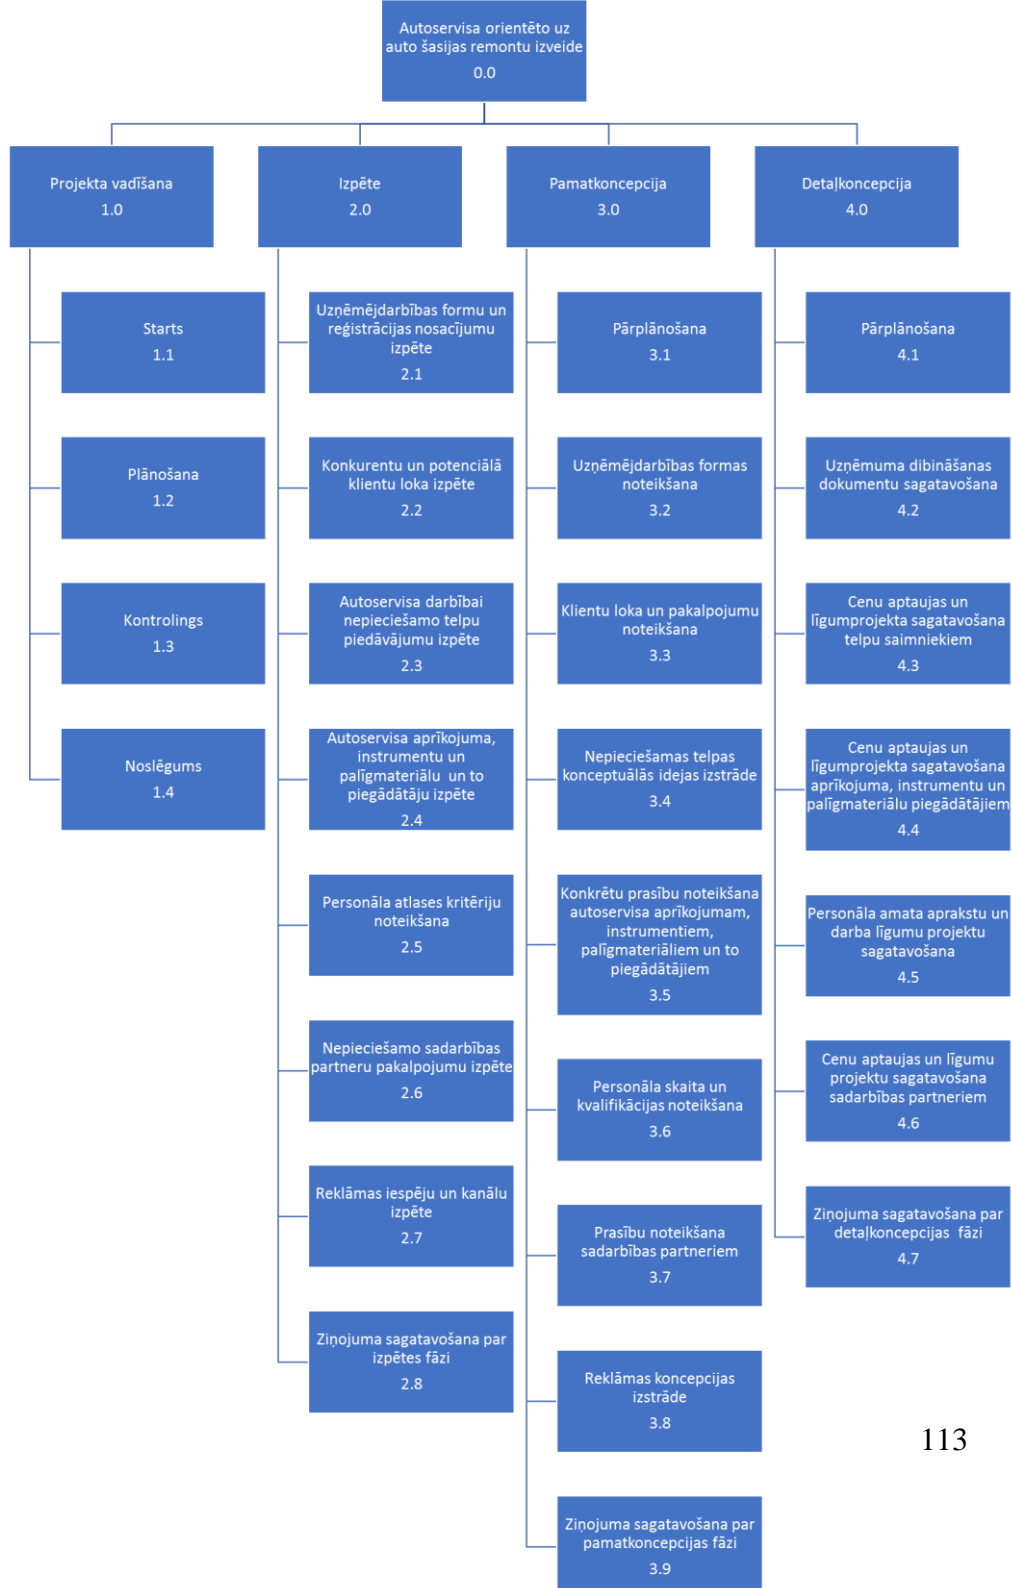 Autoservisa orientēto uz
auto šasijas remontu izveide
0.0
Projekta vadīšana
1.0
Starts
1.1
Plānošana
1.2
Kontrolings
1.3
Noslēgums
1.4
Izpēte
2.0
Uzņēmējdarbības formu un
reģistrācijas nosacījumu
izpēte
2.1
Konkurentu un potenciālā
klientu loka izpēte
2.2
Autoservisa darbībai
nepieciešamo telpu
piedāvājumu izpēte
2.3
Autoservisa aprīkojuma,
instrumentu un
palīgmateriālu un to
piegādātāju izpēte
2.4
Personāla atlases kritēriju
noteikšana
2.5
Nepieciešamo sadarbības
partneru pakalpojumu izpēte
2.6
Reklāmas iespēju un kanālu
izpēte
2.7
Ziņojuma sagatavošana par
izpētes fāzi
2.8
Pamatkoncepcija
3.0
Pārplānošana
3.1
Uzņēmējdarbības formas
noteikšana
3.2
Klientu loka un pakalpojumu
noteikšana
3.3
Nepieciešamas telpas
konceptuālās idejas izstrāde
3.4
Konkrētu prasību noteikšana
autoservisa aprīkojumam,
instrumentiem,
palīgmateriāliem un to
piegādātājiem
3.5
Personāla skaita un
kvalifikācijas noteikšana
3.6
Prasību noteikšana
sadarbības partneriem
3.7
Reklāmas koncepcijas
izstrāde
3.8
Ziņojuma sagatavošana par
pamatkoncepcijas fāzi
3.9
Detaļkoncepcija
4.0
Pārplānošana
4.1
Uzņēmuma dibināšanas
dokumentu sagatavošana
4.2
Cenu aptaujas un
līgumprojekta sagatavošana
telpu saimniekiem
4.3
Cenu aptaujas un
līgumprojekta sagatavošana
aprīkojuma, instrumentu un
palīgmateriālu piegādātājiem
4.4
Personāla amata aprakstu un
darba līgumu projektu
sagatavošana
4.5
Cenu aptaujas un līgumu
projektu sagatavošana
sadarbības partneriem
4.6
Ziņojuma sagatavošana par
detaļkoncepcijas fāzi
4.7
113